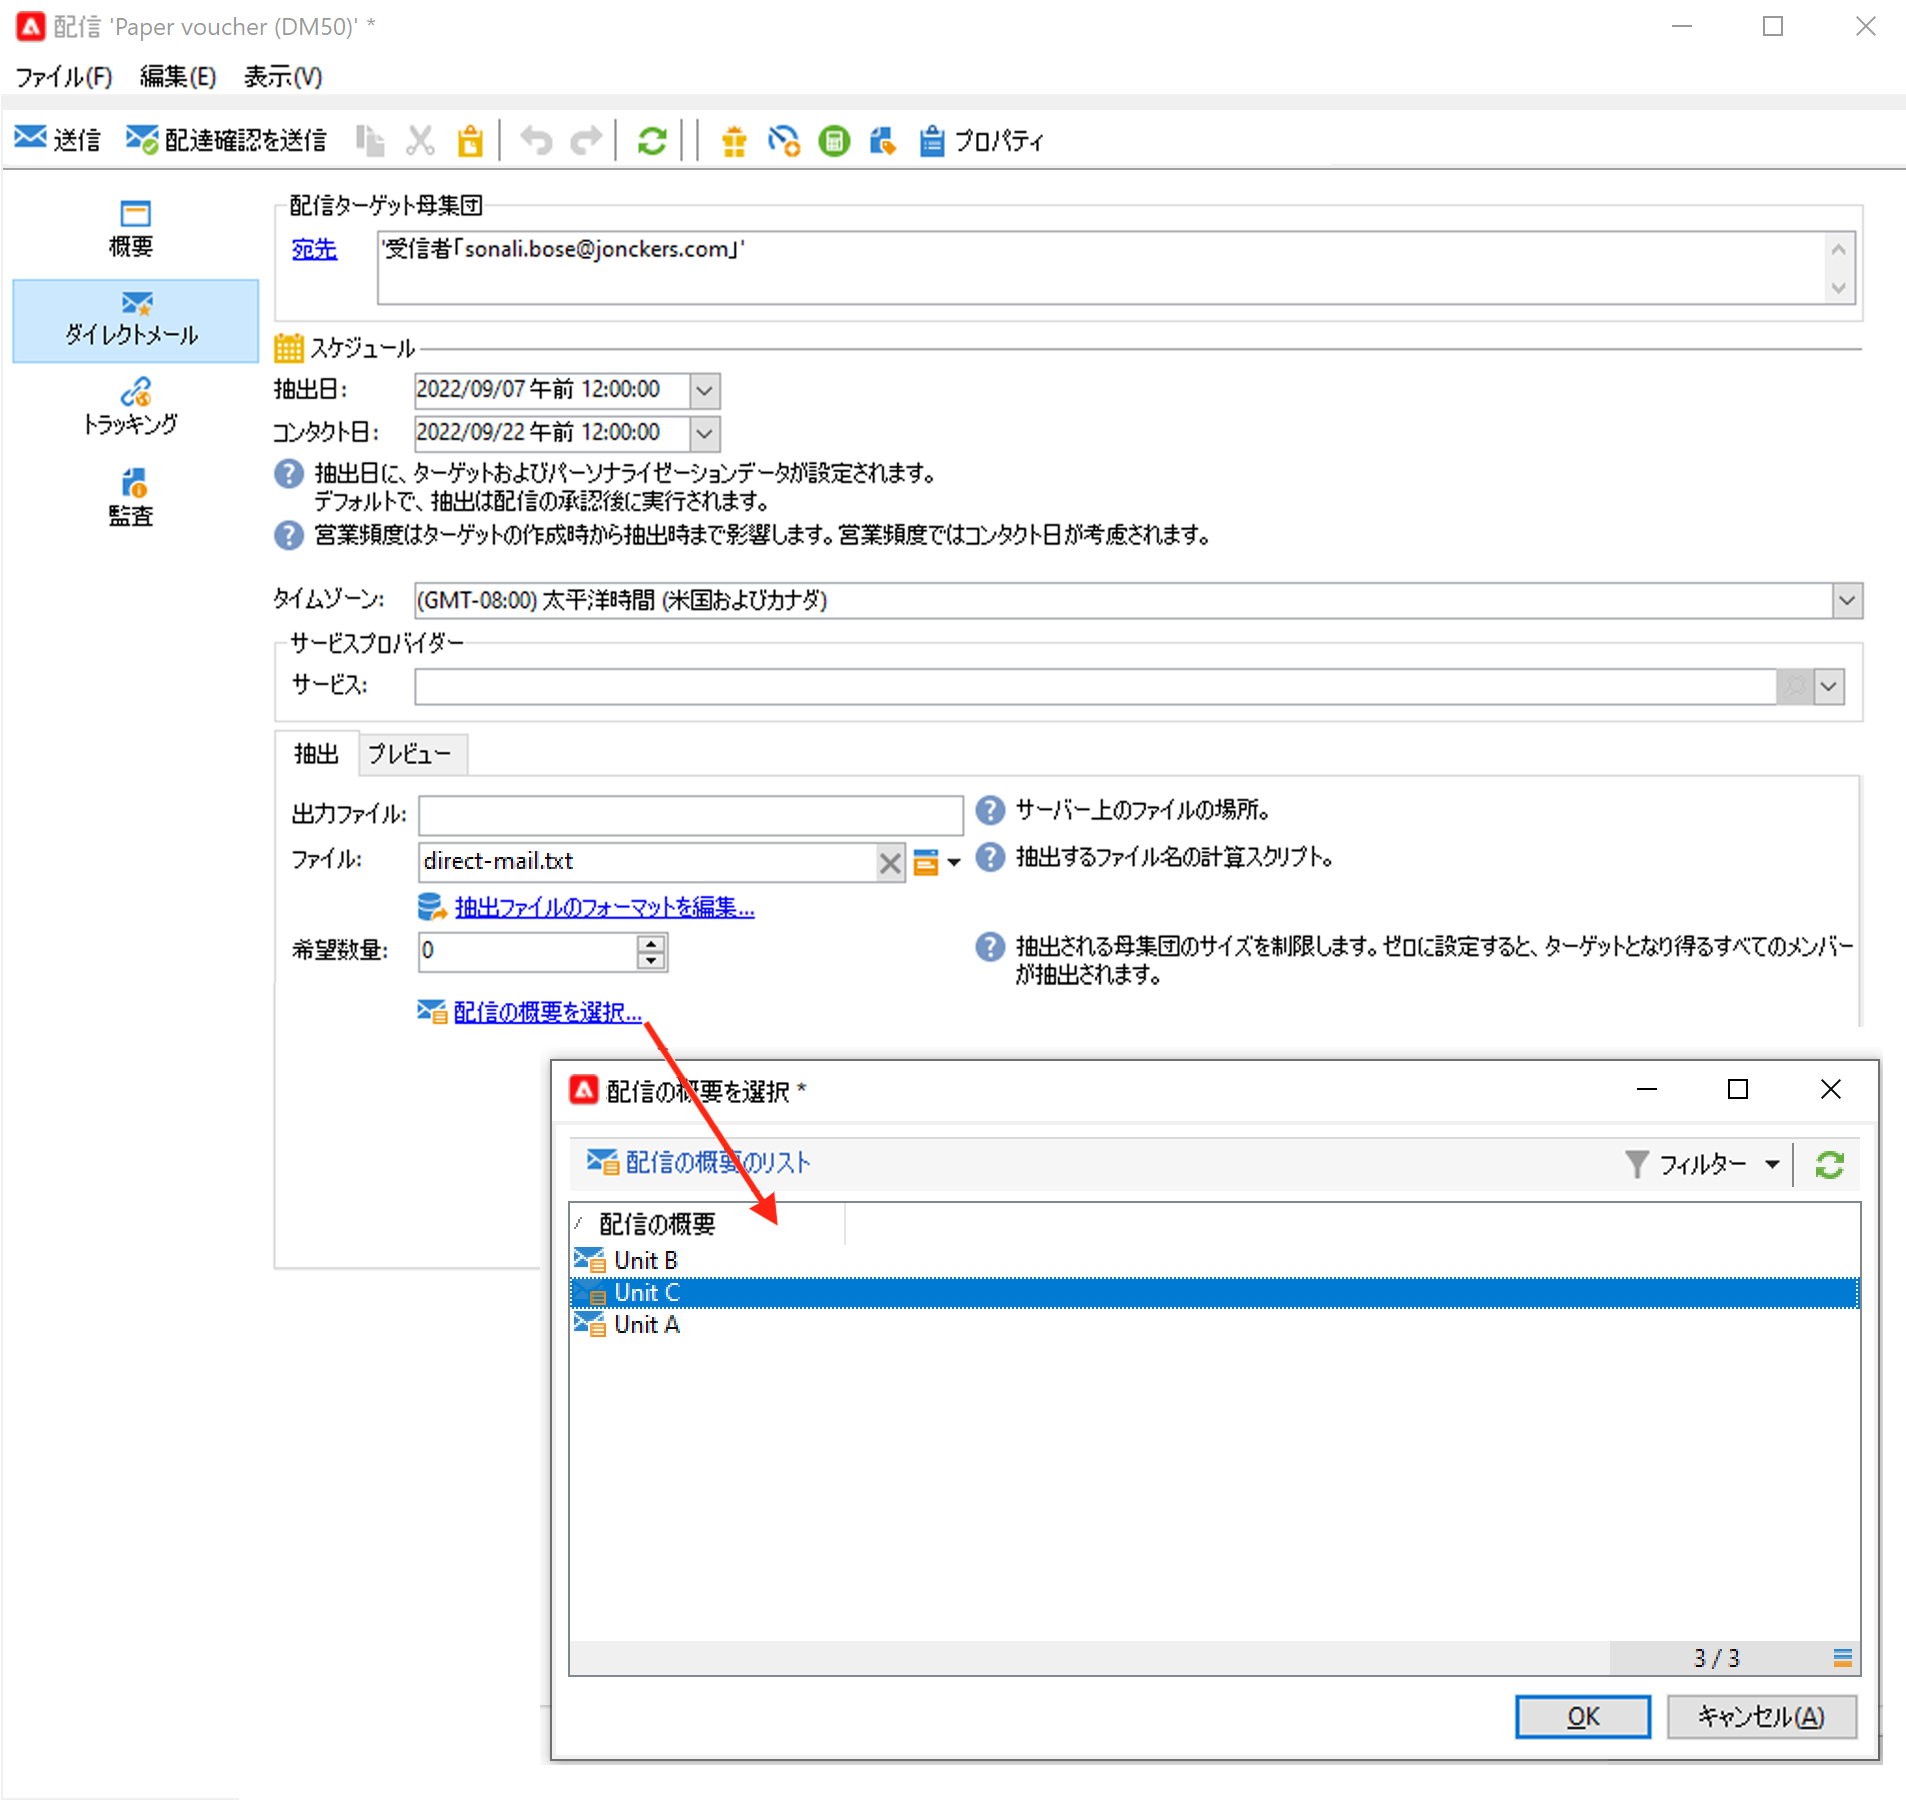 配信 'Paper voucher (DM50)' *
ファイル(F) 編集(E) 表示(V)
送信 配達確認を送信 プロパティ
概要
ダイレクトメール
トラッキング
監査
配信ターゲット母集団
宛先 '受信者「sonali.bose@jonckers.com」'
スケジュール
抽出日: 2022/09/07 午前 12:00:00
コンタクト日: 2022/09/22 午前 12:00:00
抽出日に、ターゲットおよびパーソナライゼーションデータが設定されます。
デフォルトで、抽出は配信の承認後に実行されます。
営業頻度はターゲットの作成時から抽出時まで影響します。営業頻度ではコンタクト日が考慮されます。
タイムゾーン: (GMT-08:00) 太平洋時間 (米国およびカナダ)
サービスプロバイダー
サービス:
抽出 プレビュー
出力ファイル: サーバー上のファイルの場所。
ファイル: direct-mail.txt 抽出するファイル名の計算スクリプト。
抽出ファイルのフォーマットを編集...
希望数量: 0 抽出される母集団のサイズを制限します。ゼロに設定すると、ターゲットとなり得るすべてのメンバー
が抽出されます。
配信の概要を選択...
配信の概要を選択 *
配信の概要のリスト フィルター
配信の概要
Unit B
Unit C
Unit A
3 / 3
OK キャンセル(A)